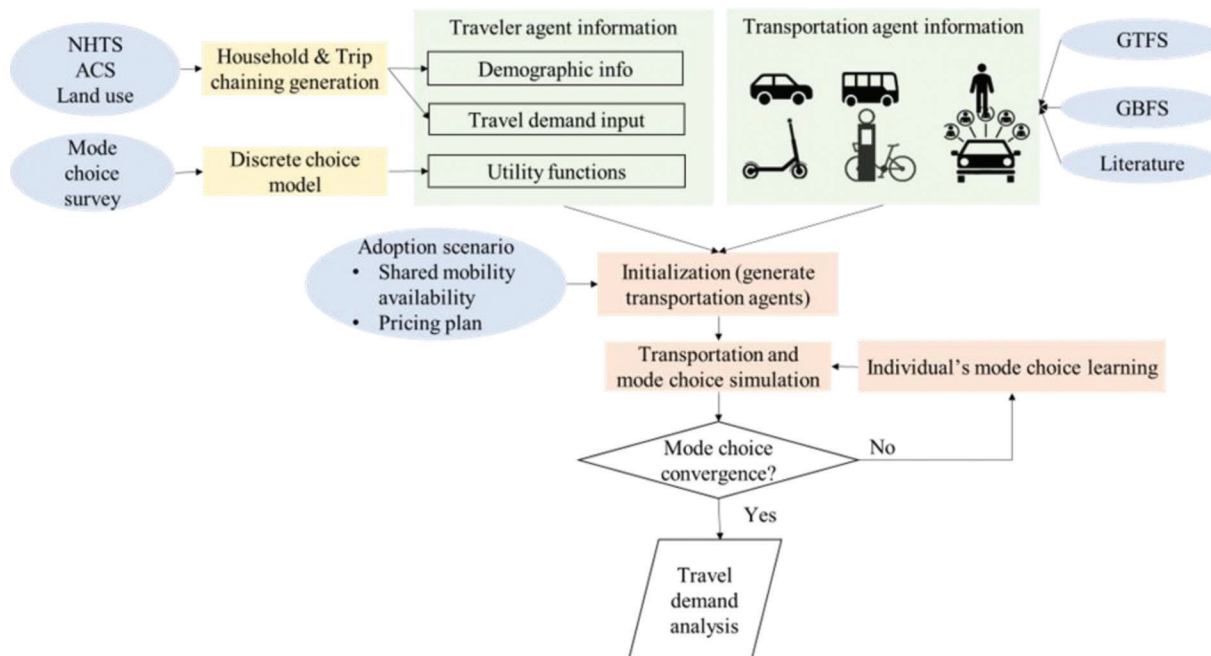 NHTS
ACS
Land use
Household & Trip
chaining generation
Mode
choice
survey
Discrete choice
model
Traveler agent information
Demographic info
Travel demand input
Utility functions
Transportation agent information
GTFS
GBFS
Literature
Adoption scenario
• Shared mobility
availability
• Pricing plan
Initialization (generate
transportation agents)
Transportation and
mode choice simulation
Individual's mode choice learning
Mode choice
convergence?
No
Yes
Travel
demand
analysis